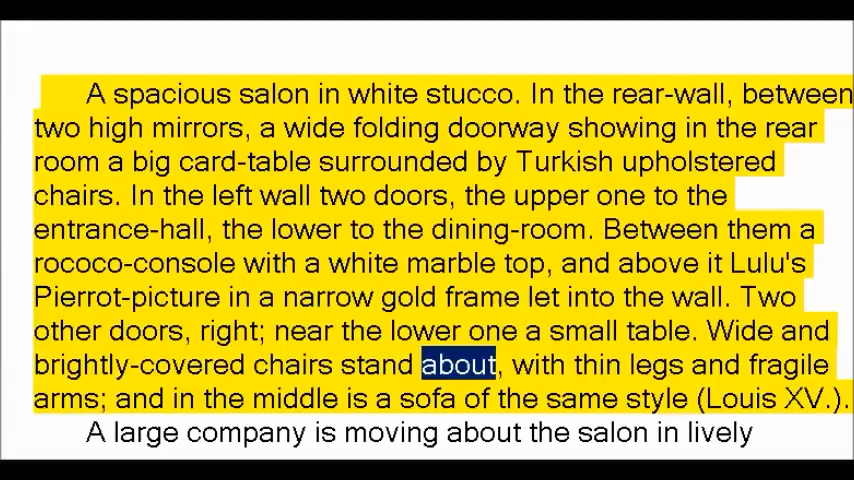 A spacious salon in white stucco. In the rear-wall, between
two high mirrors, a wide folding doorway showing in the rear
room a big card-table surrounded by Turkish upholstered
chairs. In the left wall two doors, the upper one to the
entrance-hall, the lower to the dining-room. Between them a
rococo-console with a white marble top, and above it Lulu's
Pierrot-picture in a narrow gold frame let into the wall. Two
other doors, right; near the lower one a small table. Wide and
brightly-covered chairs stand about, with thin legs and fragile
arms; and in the middle is a sofa of the same style (Louis XV.).
A large company is moving about the salon in lively